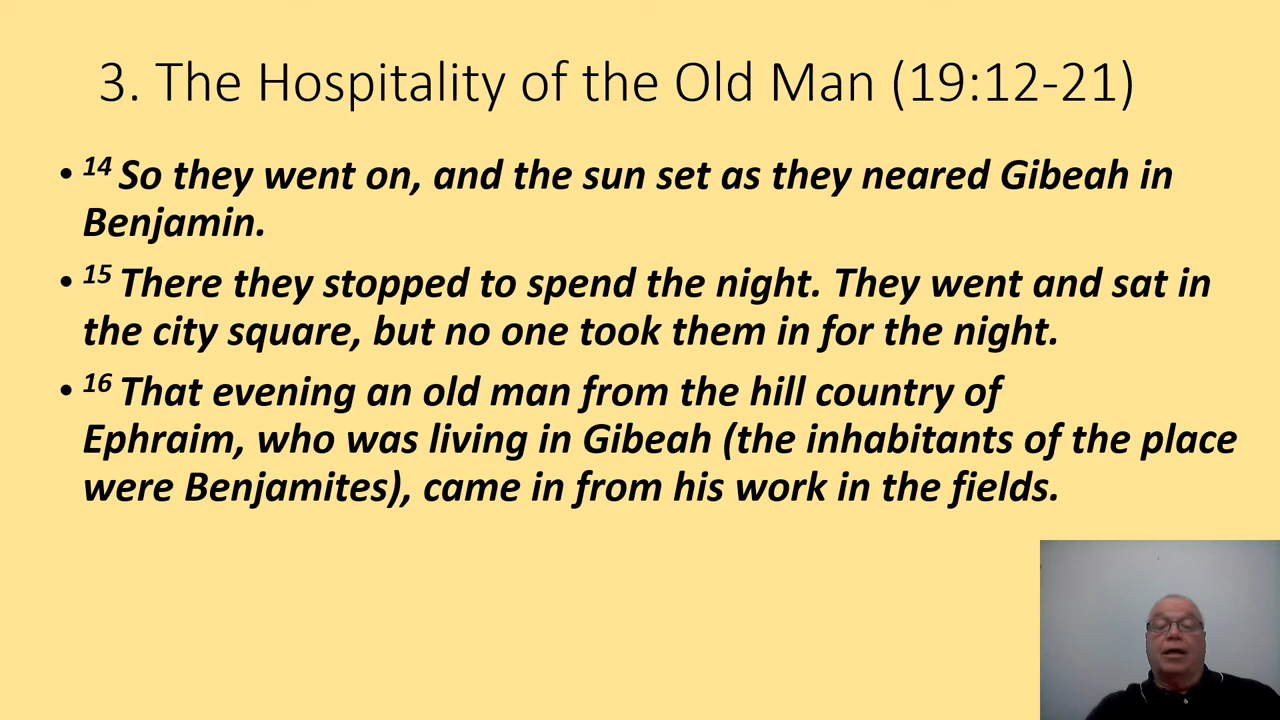 3. The Hospitality of the Old Man (19:12-21)
• 14 So they went on, and the sun set as they neared Gibeah in
Benjamin.
• 15 There they stopped to spend the night. They went and sat in
the city square, but no one took them in for the night.
• 16 That evening an old man from the hill country of
Ephraim, who was living in Gibeah (the inhabitants of the place
were Benjamites), came in from his work in the fields.